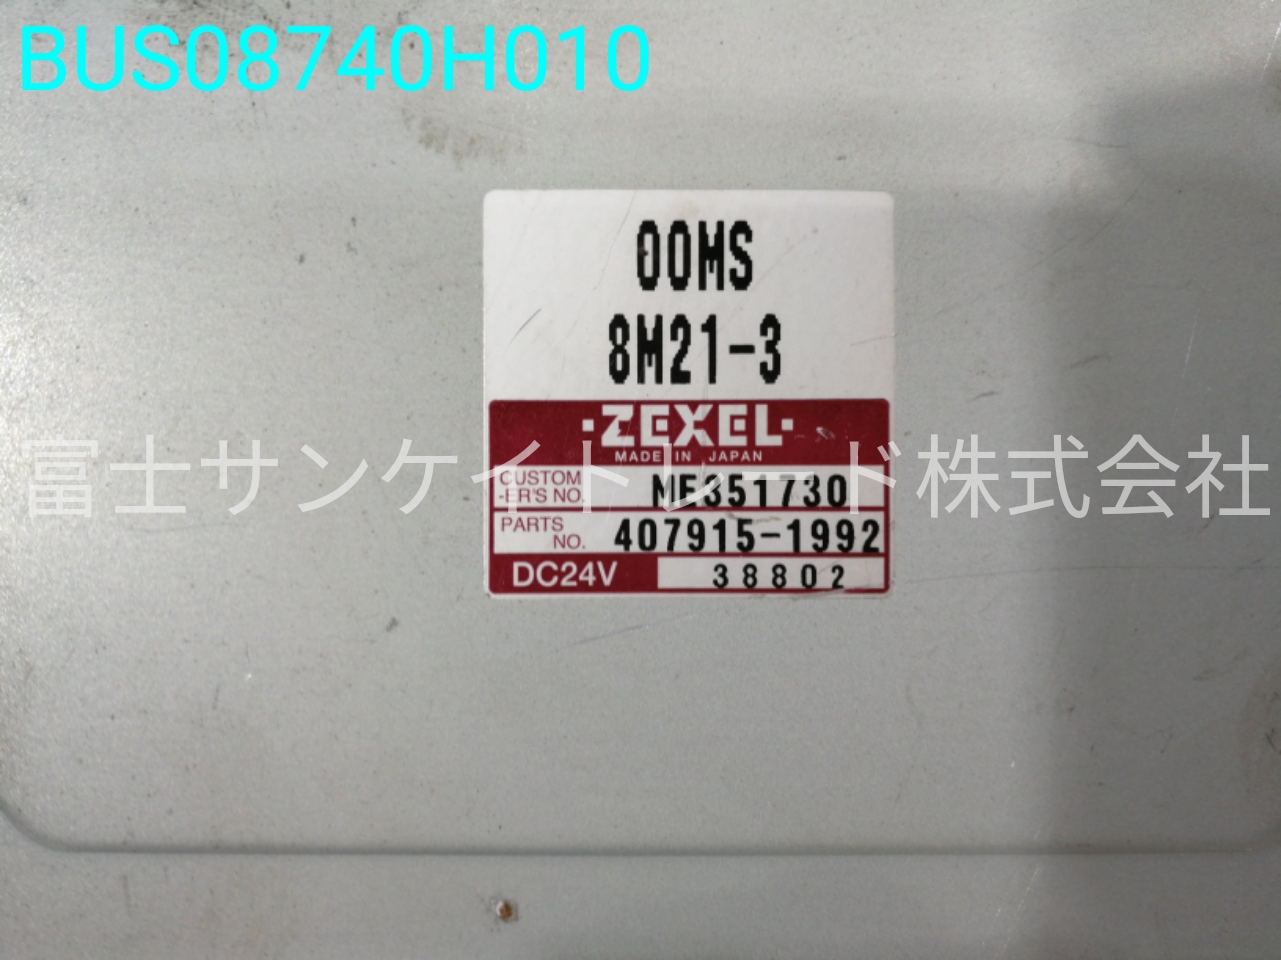 BUS08740H010
00MS
8M21-3
·ZEXEL·
MADE IN JAPAN
富士サンケイトレード株式会社
CUSTOM
-ER'S NO. ME351730
PARTS
NO. 407915-1992
DC24V 38802